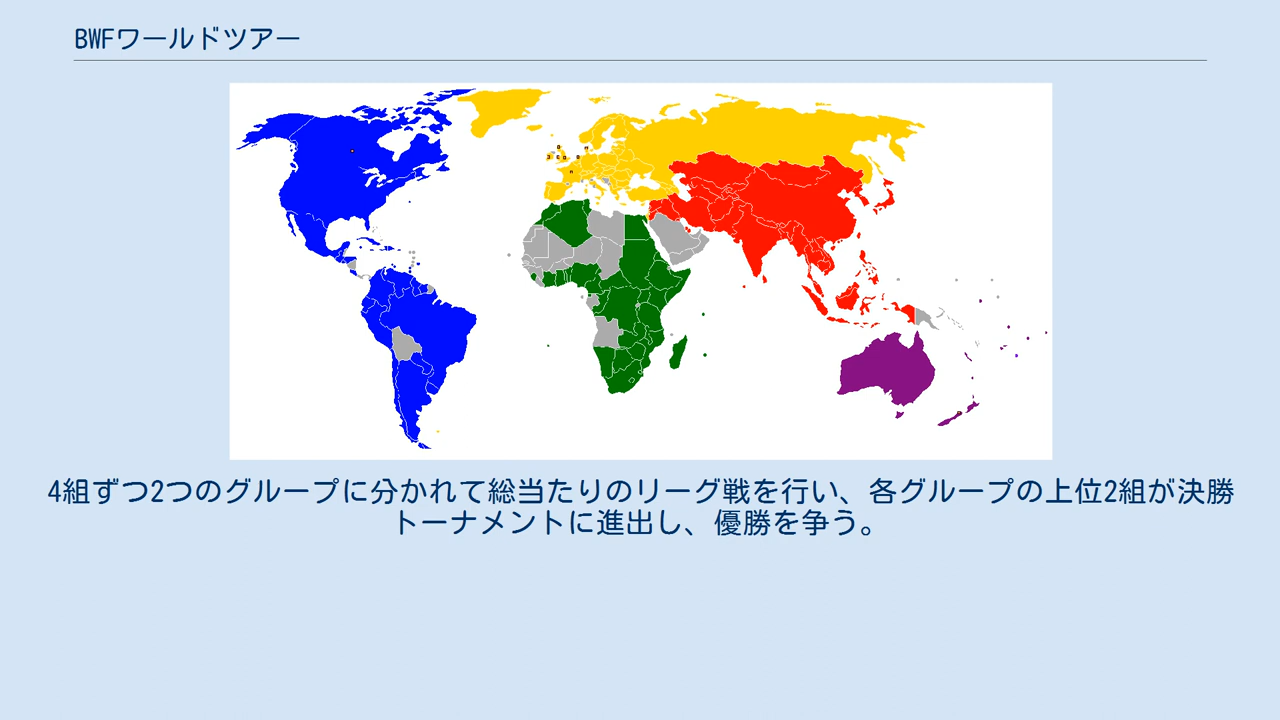 BWFワールドツアー
4組ずつ2つのグループに分かれて総当たりのリーグ戦を行い、各グループの上位2組が決勝
トーナメントに進出し、優勝を争う。